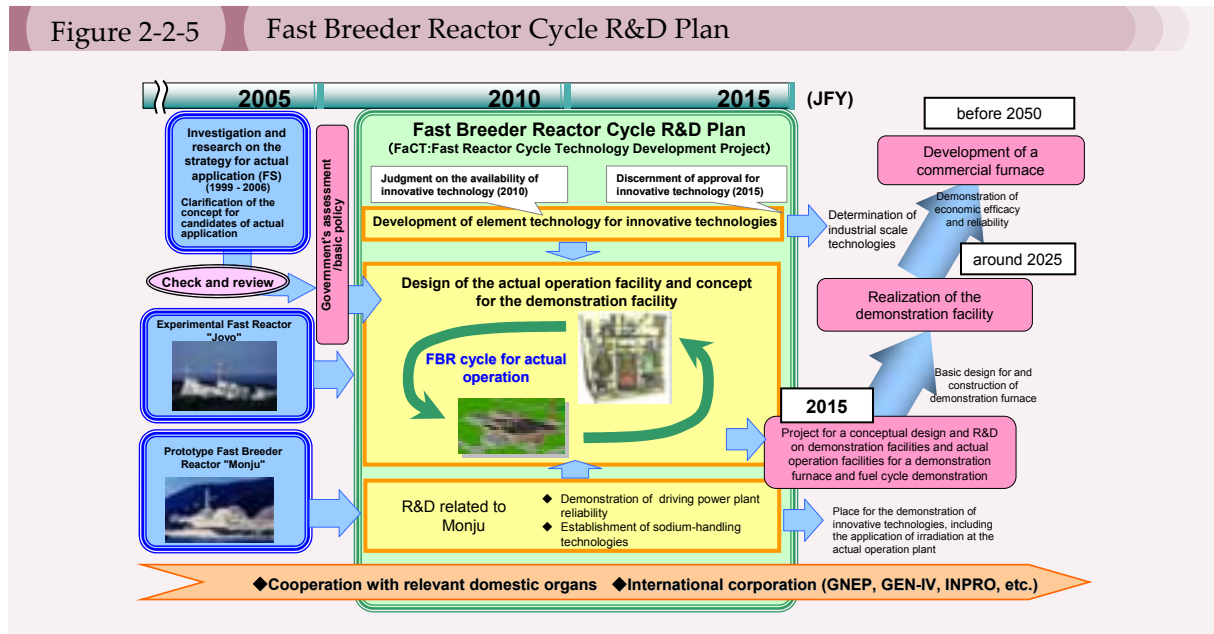 Figure 2-2-5
Fast Breeder Reactor Cycle R&D Plan
2005
2010
2015
(JFY)
Investigation and
research on the
strategy for actual
application (FS)
(1999 - 2006)
Clarification of the
concept for
candidates of actual
application
Check and review
Experimental Fast Reactor
"Joyo"
Prototype Fast Breeder
Reactor "Monju"
Government's assessment
/basic policy
Fast Breeder Reactor Cycle R&D Plan
(FaCT:Fast Reactor Cycle Technology Development Project)
Judgment on the availability of
innovative technology (2010)
Discernment of approval for
innovative technology (2015)
Development of element technology for innovative technologies
Design of the actual operation facility and concept
for the demonstration facility
FBR cycle for actual
operation
R&D related to
Monju
◆ Demonstration of driving power plant
reliability
◆ Establishment of sodium-handling
technologies
before 2050
Development of a
commercial furnace
Demonstration of
economic efficacy
and reliability
Determination of
industrial scale
technologies
around 2025
Realization of the
demonstration facility
Basic design for and
construction of
demonstration furnace
2015
Project for a conceptual design and R&D
on demonstration facilities and actual
operation facilities for a demonstration
furnace and fuel cycle demonstration
Place for the demonstration of
innovative technologies, including
the application of irradiation at the
actual operation plant
◆Cooperation with relevant domestic organs ◆International corporation (GNEP, GEN-IV, INPRO, etc.)